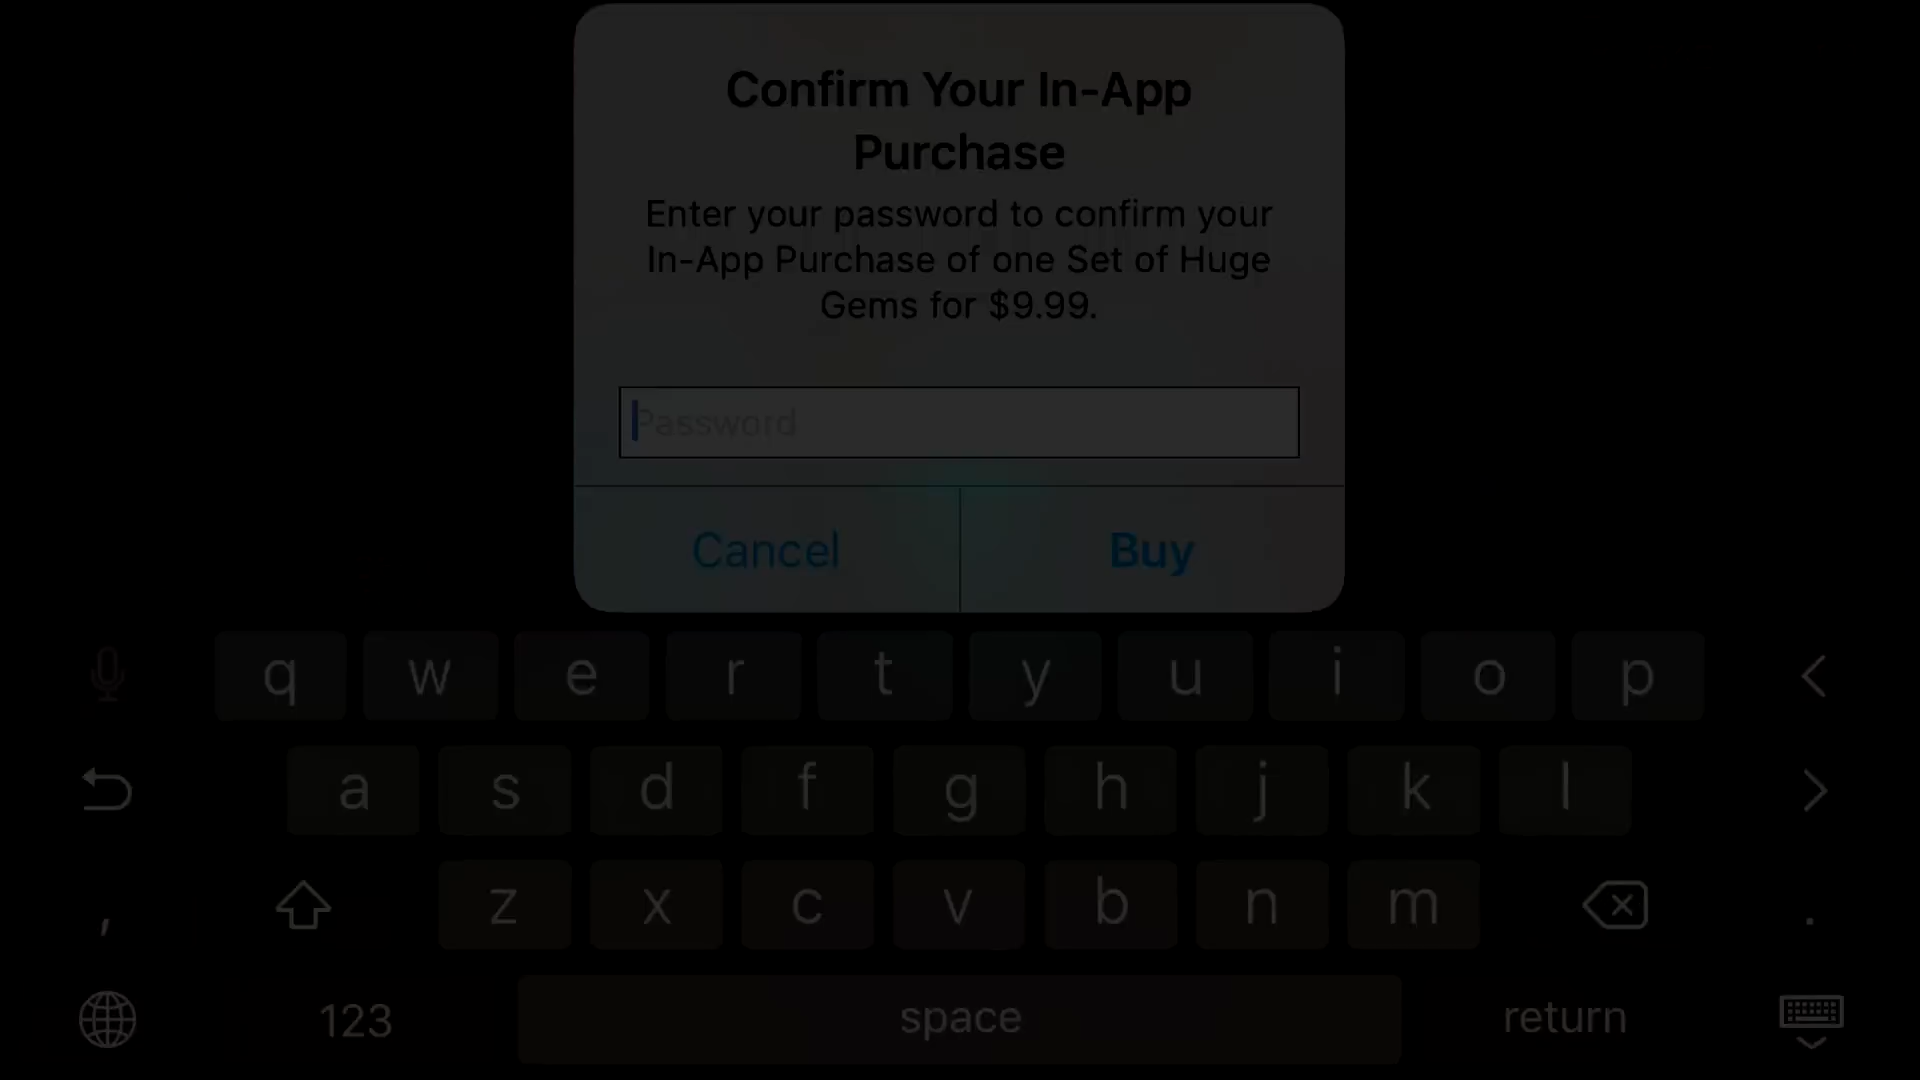 Confirm Your In-App
Purchase
Enter your password to confirm your
In-App Purchase of one Set of Huge
Gems for $9.99.
Password
Cancel Buy
q w e r t y u i o p
a s d f g h j k l
, z x c v b n m .
123 space return